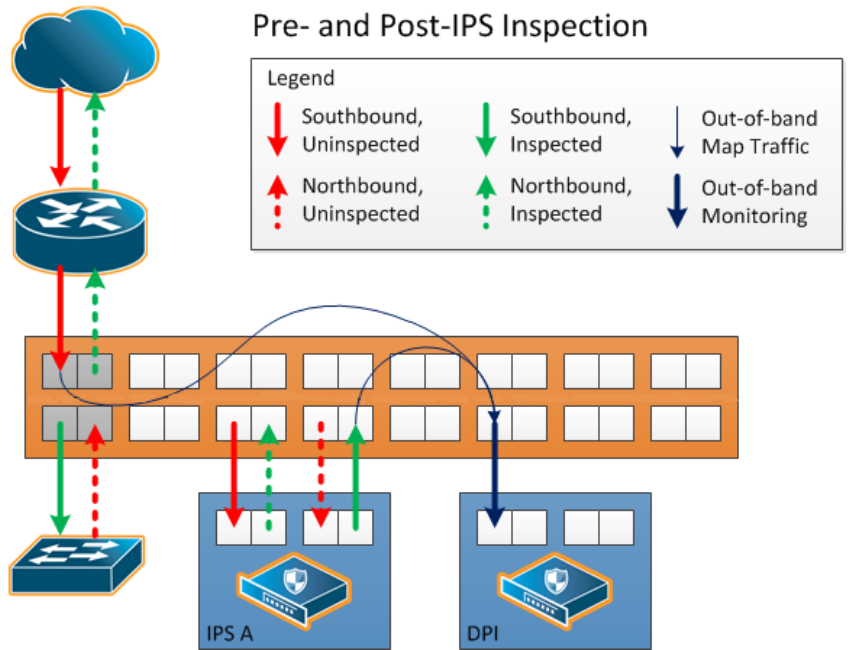 Pre- and Post-IPS Inspection
Legend
Southbound,
Uninspected
Southbound,
Inspected
Out-of-band
Map Traffic
Northbound,
Uninspected
Northbound,
Inspected
Out-of-band
Monitoring
IPS A
DPI